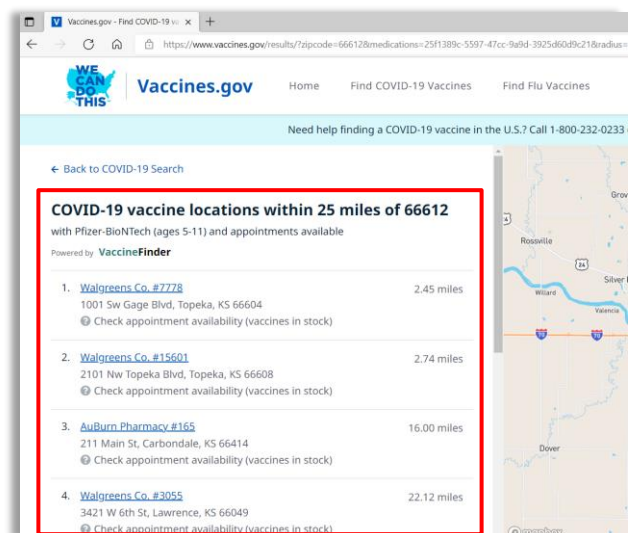 Vaccines.gov - Find COVID-19 va
https://www.vaccines.gov/results/?zipcode=66612&medications=25f1389c-5597-47cc-9a9d-3925d60d9c21&radius=
WE CAN DO THIS
Vaccines.gov
Home Find COVID-19 Vaccines Find Flu Vaccines
Need help finding a COVID-19 vaccine in the U.S.? Call 1-800-232-0233
← Back to COVID-19 Search
COVID-19 vaccine locations within 25 miles of 66612
with Pfizer-BioNTech (ages 5-11) and appointments available
Powered by VaccineFinder
1. Walgreens Co. #7778 2.45 miles
1001 Sw Gage Blvd, Topeka, KS 66604
Check appointment availability (vaccines in stock)
2. Walgreens Co. #15601 2.74 miles
2101 Nw Topeka Blvd, Topeka, KS 66608
Check appointment availability (vaccines in stock)
3. AuBurn Pharmacy #165 16.00 miles
211 Main St, Carbondale, KS 66414
Check appointment availability (vaccines in stock)
4. Walgreens Co. #3055 22.12 miles
3421 W 6th St, Lawrence, KS 66049
Check appointment availability (vaccines in stock)
Grov
Rossville
24
Silver
Willard
Valencia
70
70
Dover
mapbox